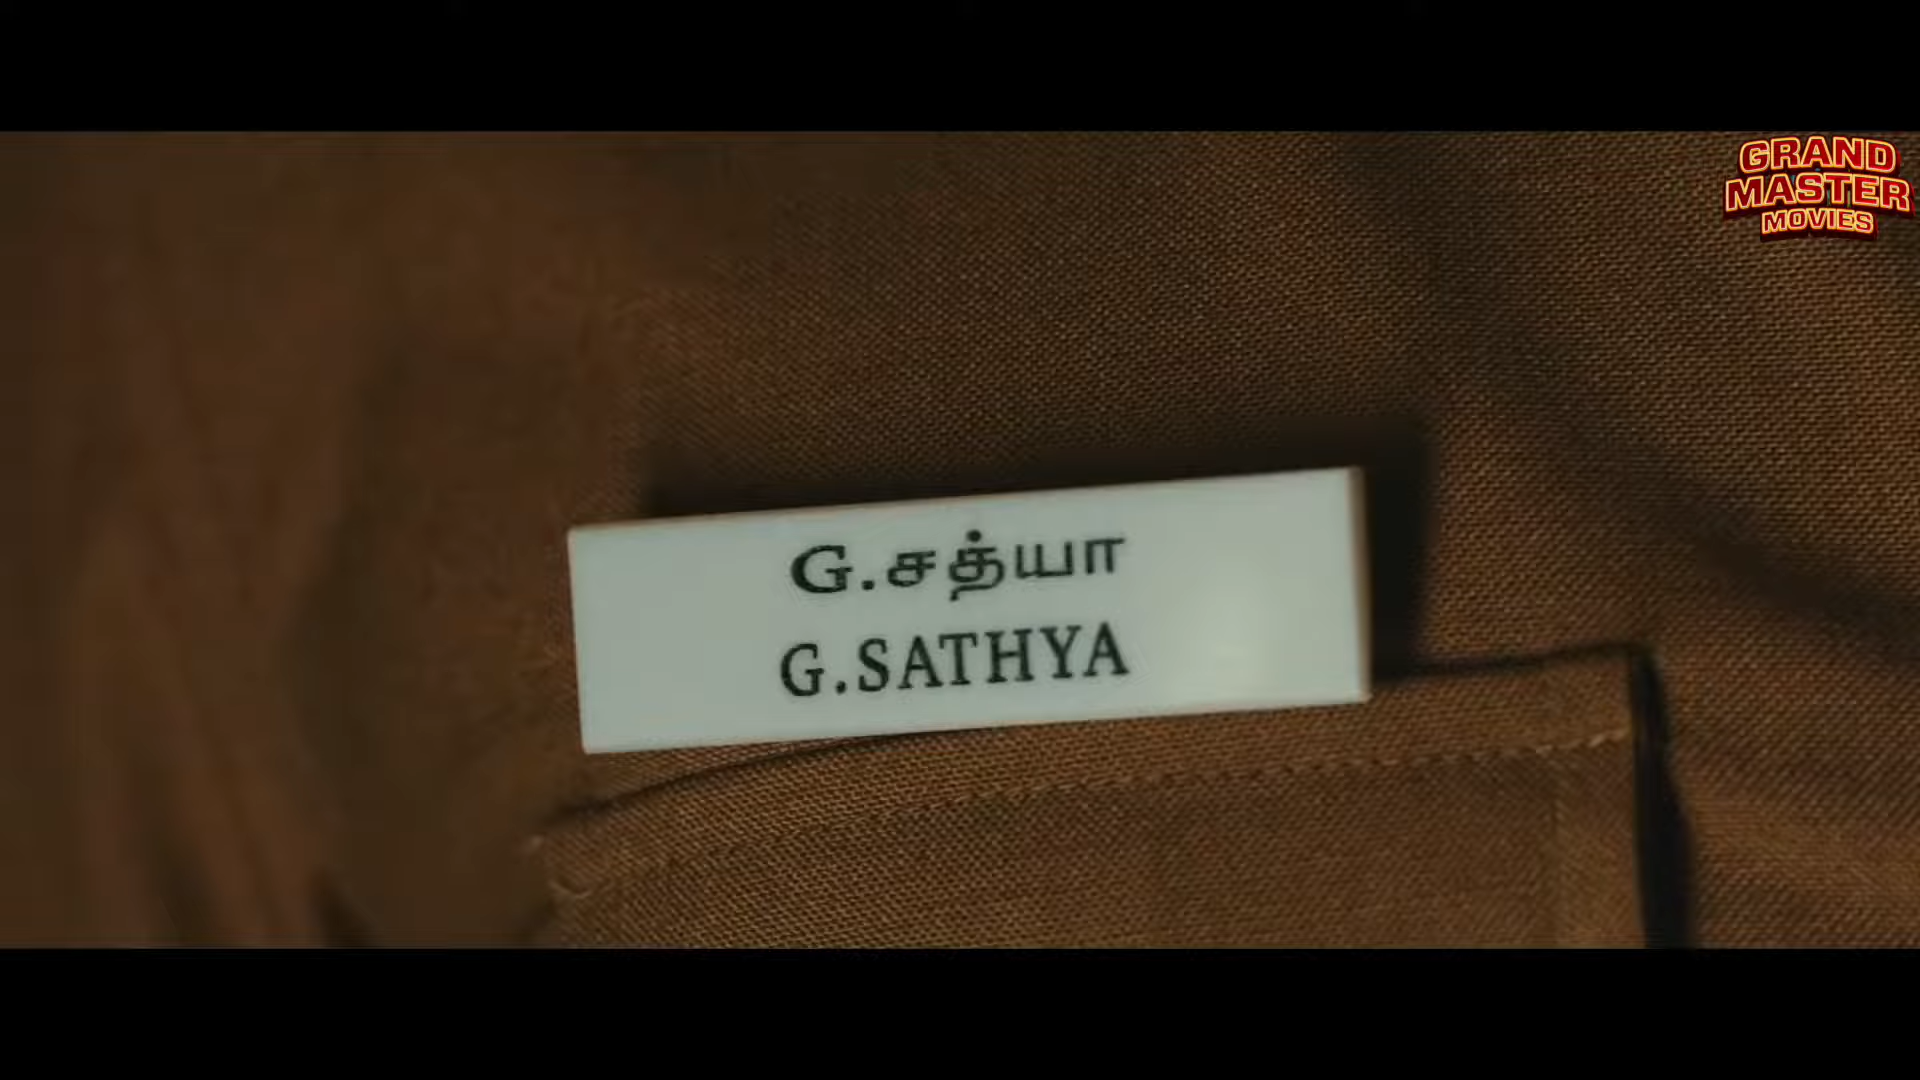 GRAND
MASTER
MOVIES
G.சத்யா
G.SATHYA